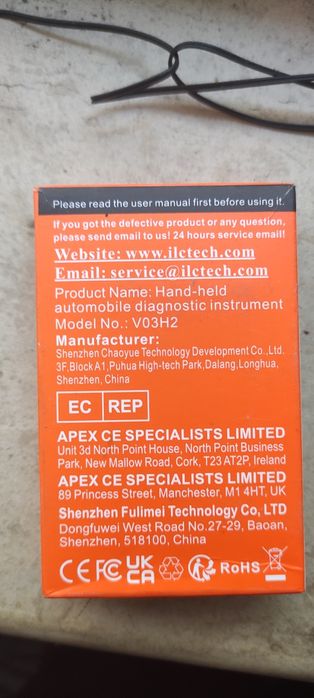 Please read the user manual first before using it.
If you got the defective product or any question,
please send email to us! 24 hours service email!
Website: www.ilctech.com
Email: service@ilctech.com
Product Name: Hand-held
automobile diagnostic instrument
Model No.: V03H2
Manufacturer:
Shenzhen Chaoyue Technology Development Co.,Ltd.
3F,Block A1,Puhua High-tech Park,Dalang,Longhua,
Shenzhen, China
EC REP
APEX CE SPECIALISTS LIMITED
Unit 3d North Point House, North Point Business
Park, New Mallow Road, Cork, T23 AT2P, Ireland
APEX CE SPECIALISTS LIMITED
89 Princess Street, Manchester, M1 4HT, UK
Shenzhen Fulimei Technology Co, LTD
Dongfuwei West Road No.27-29, Baoan,
Shenzhen, 518100, China
CE FC UK CA RoHS